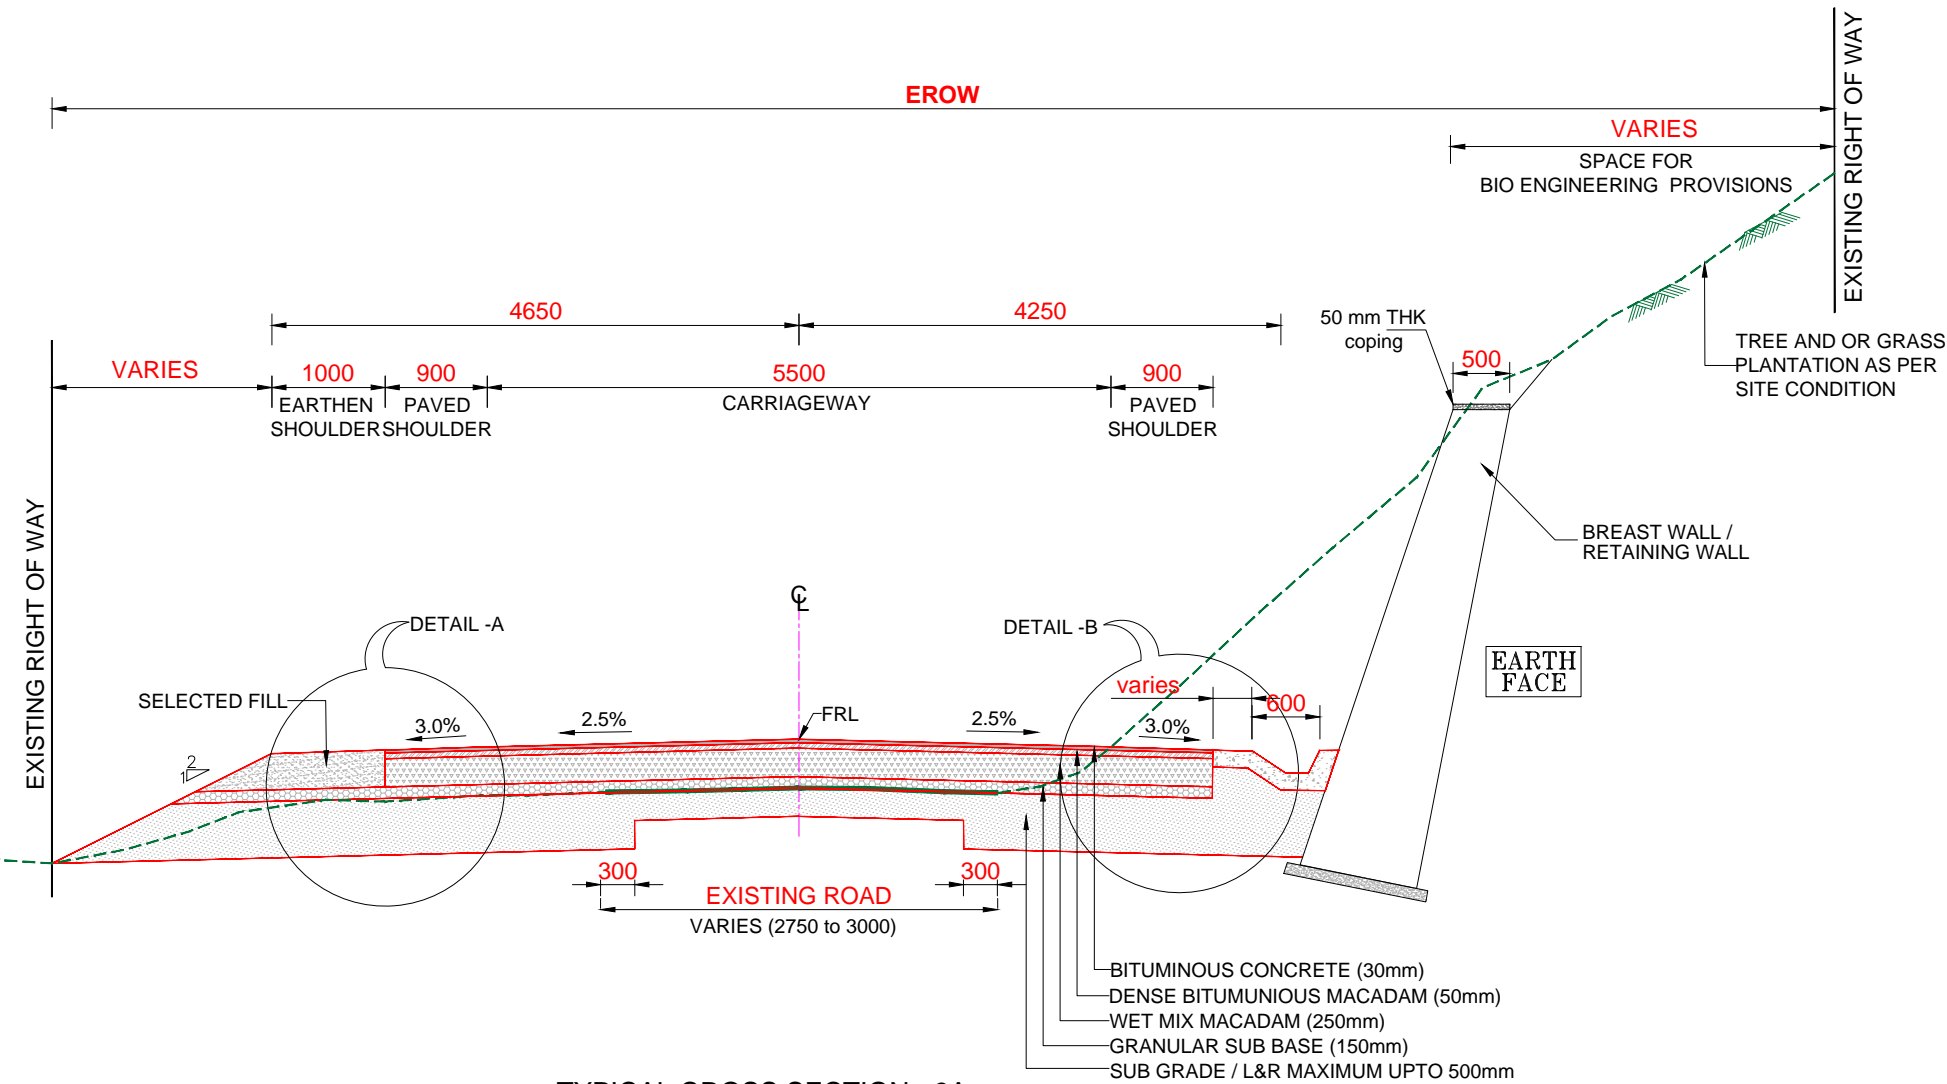 EROW
EXISTING RIGHT OF WAY
VARIES
SPACE FOR
BIO ENGINEERING PROVISIONS
4650
4250
50 mm THK
coping
500
TREE AND OR GRASS
PLANTATION AS PER
SITE CONDITION
VARIES
1000
900
5500
900
EARTHEN
SHOULDER
PAVED
SHOULDER
CARRIAGEWAY
PAVED
SHOULDER
EXISTING RIGHT OF WAY
BREAST WALL /
RETAINING WALL
℄
DETAIL -A
DETAIL -B
EARTH
FACE
SELECTED FILL
varies
600
FRL
3.0%
2.5%
2.5%
3.0%
2
1
300
300
EXISTING ROAD
VARIES (2750 to 3000)
BITUMINOUS CONCRETE (30mm)
DENSE BITUMUNIOUS MACADAM (50mm)
WET MIX MACADAM (250mm)
GRANULAR SUB BASE (150mm)
SUB GRADE / L&R MAXIMUM UPTO 500mm